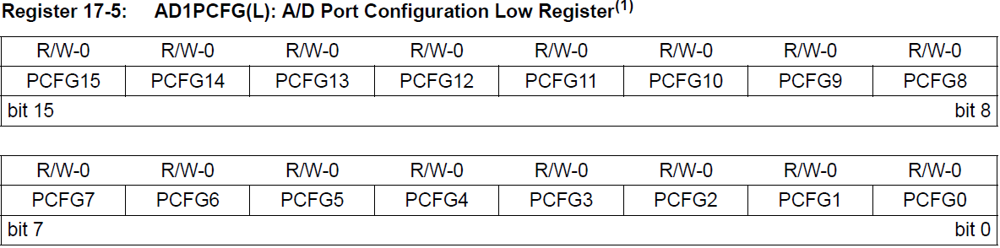 Register 17-5: AD1PCFG(L): A/D Port Configuration Low Register(1)
R/W-0 R/W-0 R/W-0 R/W-0 R/W-0 R/W-0 R/W-0 R/W-0
PCFG15 PCFG14 PCFG13 PCFG12 PCFG11 PCFG10 PCFG9 PCFG8
bit 15 bit 8
R/W-0 R/W-0 R/W-0 R/W-0 R/W-0 R/W-0 R/W-0 R/W-0
PCFG7 PCFG6 PCFG5 PCFG4 PCFG3 PCFG2 PCFG1 PCFG0
bit 7 bit 0